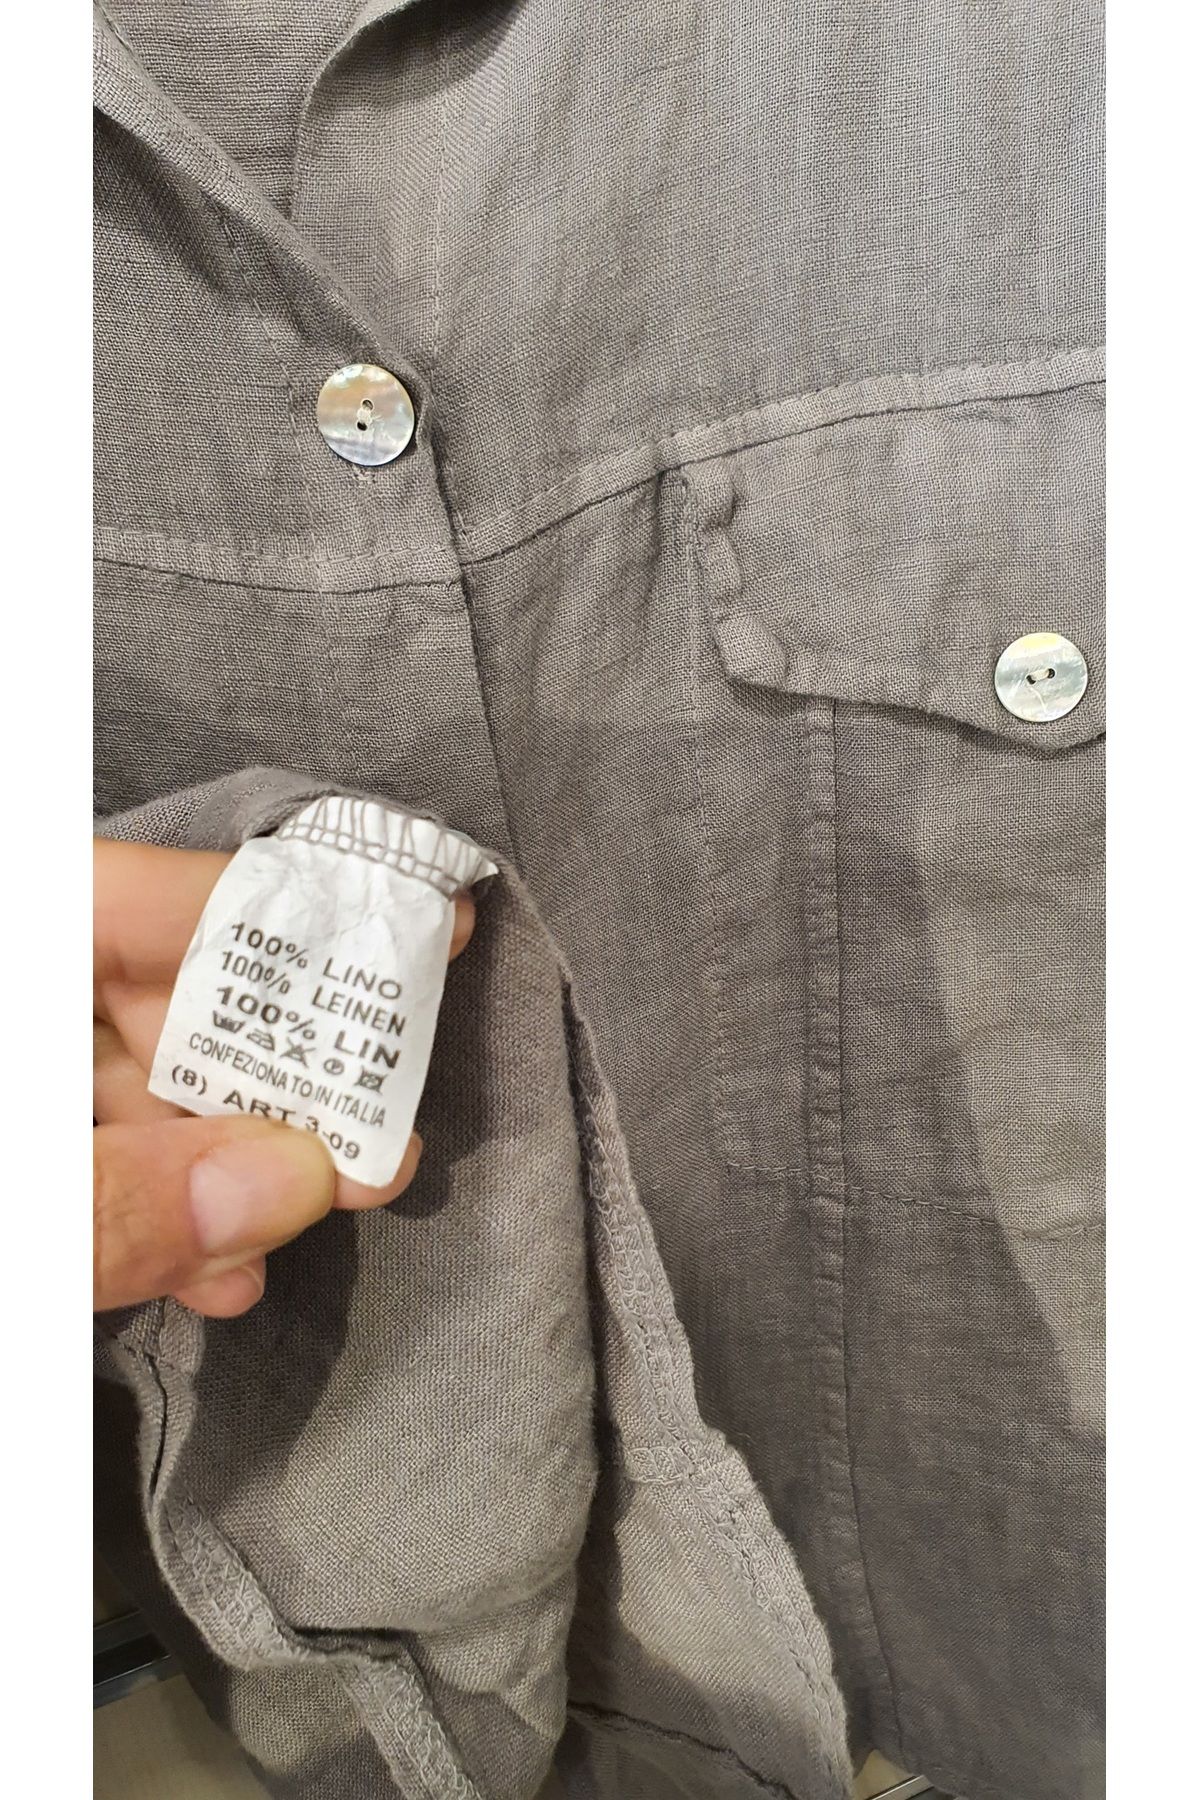 100% LINO
100% LEINEN
100% LIN
CONFEZIONATO IN ITALIA
(8) ART 3-09